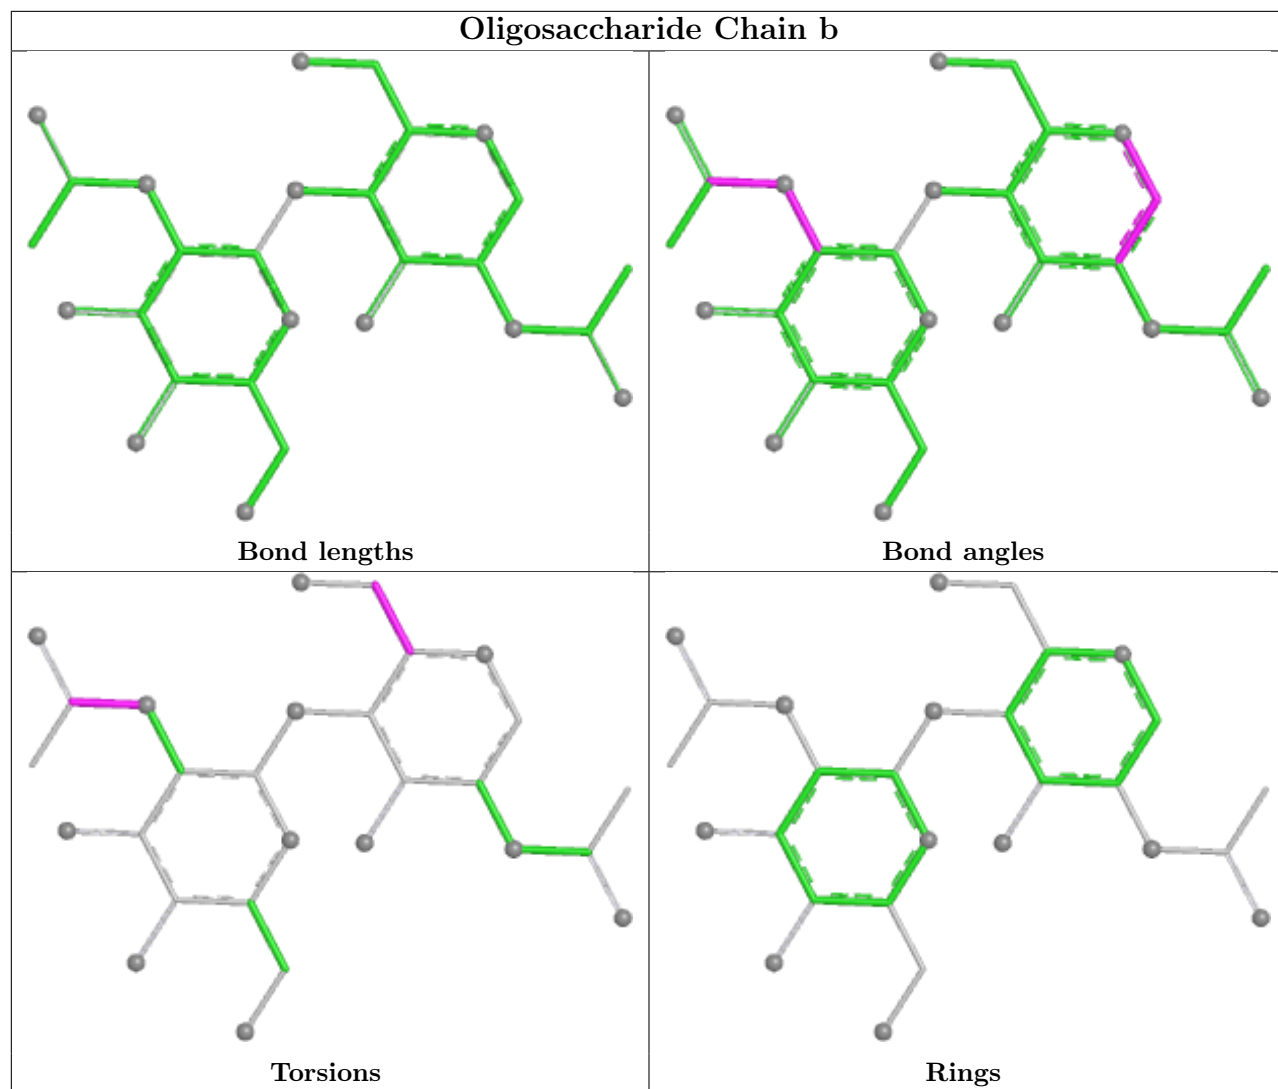 Oligosaccharide Chain b
Bond lengths
Bond angles
Torsions
Rings